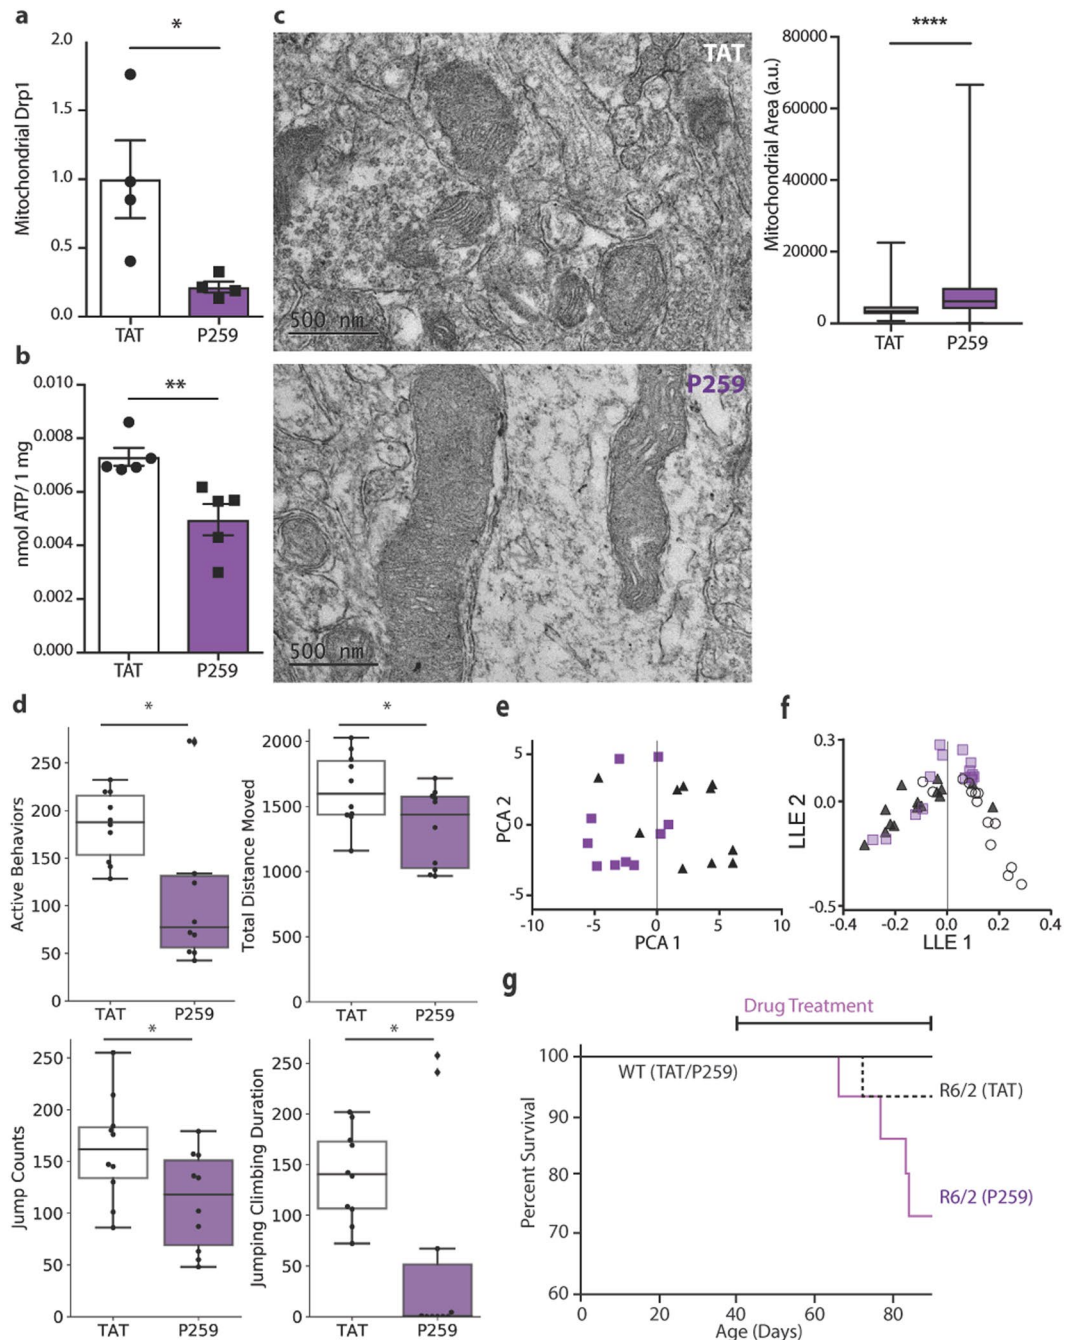 a
*
Mitochondrial Drp1
2.0
1.5
1.0
0.5
0.0
TAT
P259
b
**
nmol ATP/ 1 mg
0.010
0.008
0.006
0.004
0.002
0.000
TAT
P259
c
TAT
500 nm
P259
500 nm
****
Mitochondrial Area (a.u.)
80000
60000
40000
20000
0
TAT
P259
d
*
Active Behaviors
250
200
150
100
50
0
TAT
P259
*
Total Distance Moved
2000
1500
1000
500
0
TAT
P259
*
Jump Counts
250
200
150
100
50
0
TAT
P259
*
Jumping Climbing Duration
250
200
150
100
50
0
TAT
P259
e
PCA 2
5
0
-5
-10
-5
0
5
10
PCA 1
f
LLE 2
0.3
0.0
-0.5
-0.4
-0.2
0.0
0.2
0.4
LLE 1
g
Drug Treatment
Percent Survival
100
90
80
70
60
WT (TAT/P259)
R6/2 (TAT)
R6/2 (P259)
0
20
40
60
80
Age (Days)